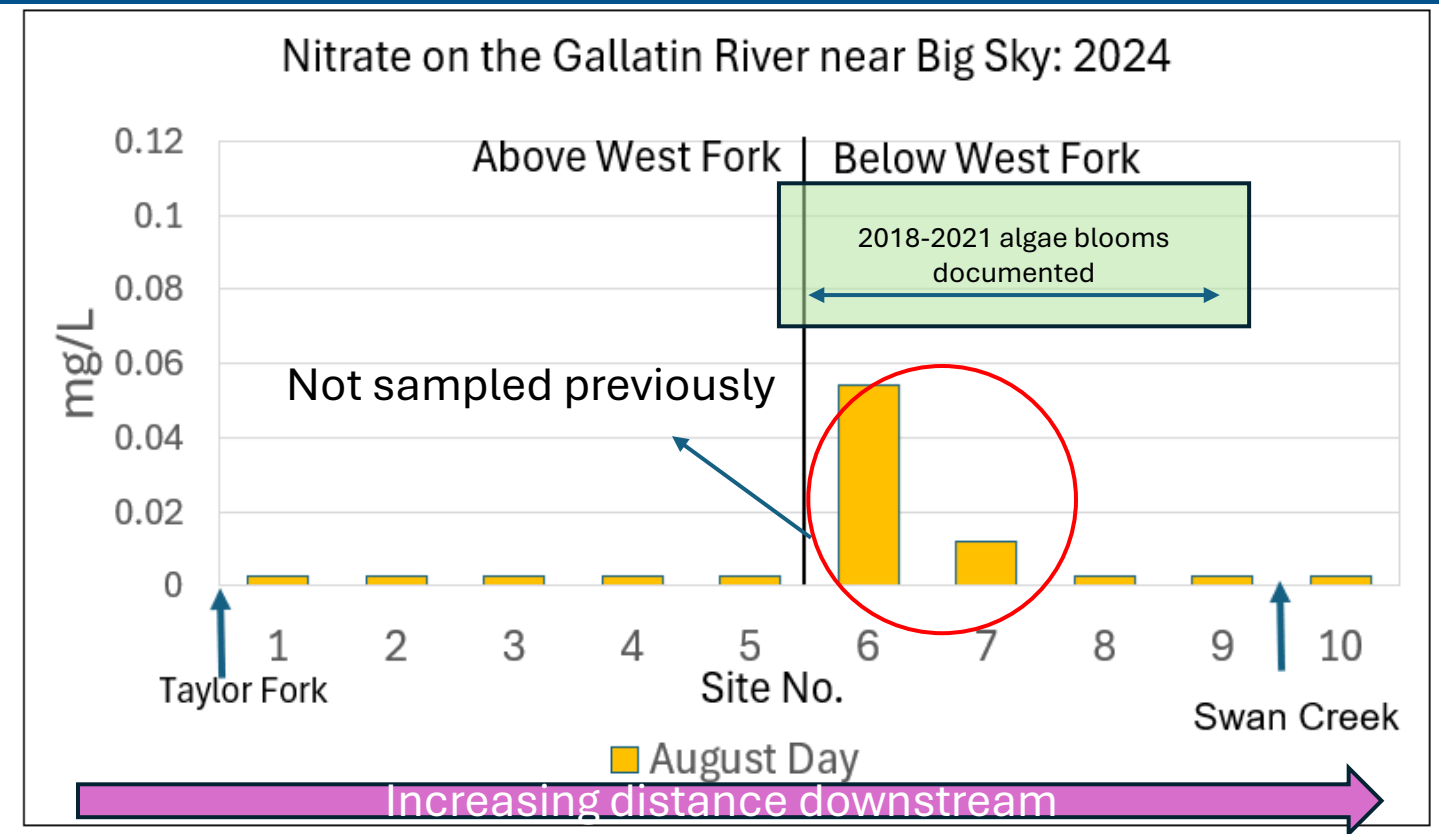 Nitrate on the Gallatin River near Big Sky: 2024
0.12
Above West Fork
Below West Fork
0.1
2018-2021 algae blooms
documented
0.08
mg/L
0.06
Not sampled previously
0.04
0.02
0
1 2 3 4 5 6 7 8 9 10
Taylor Fork
Site No.
Swan Creek
August Day
Increasing distance downstream